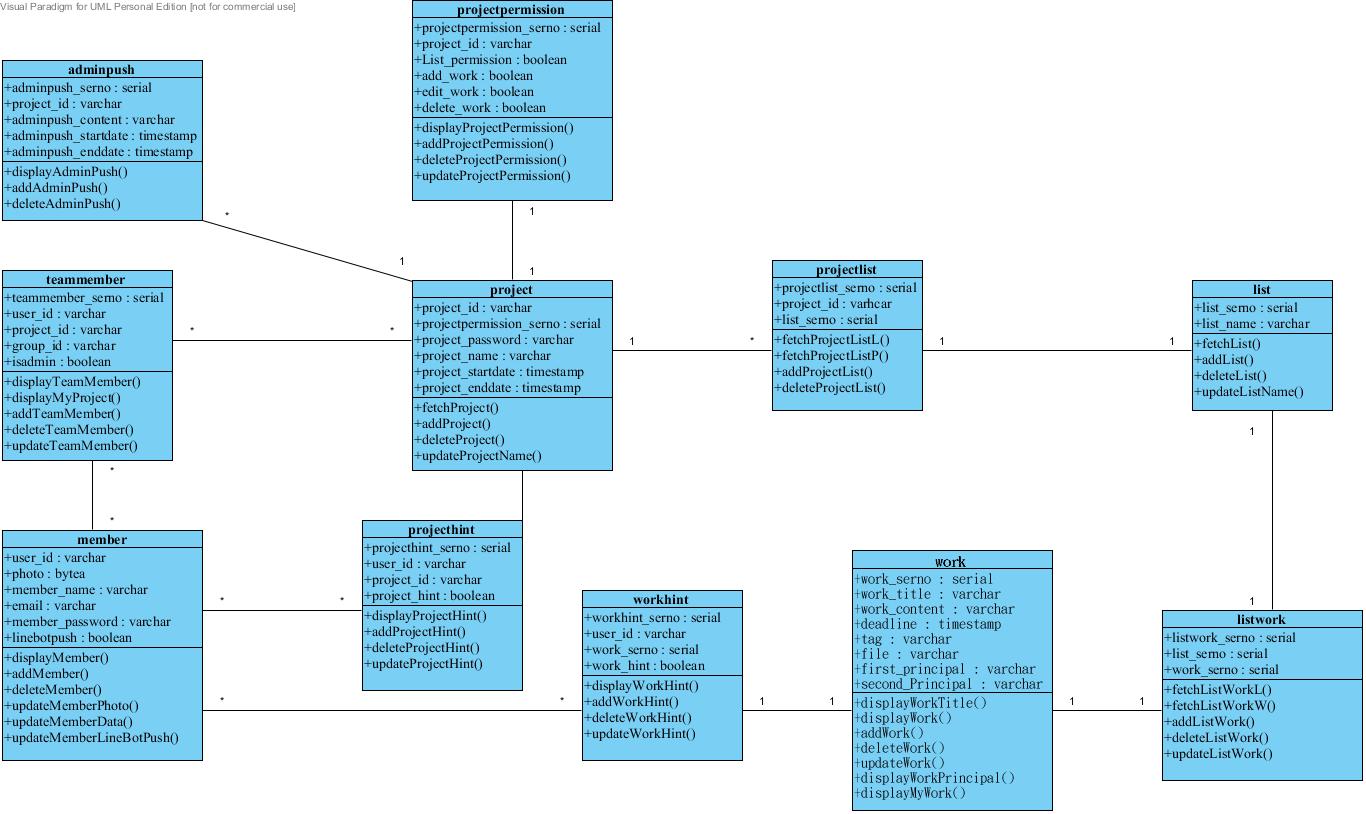 Visual Paradigm for UML Personal Edition [not for commercial use]
projectpermission
+projectpermission_serno : serial
+project_id : varchar
+List_permission : boolean
+add_work : boolean
+edit_work : boolean
+delete_work : boolean
+displayProjectPermission()
+addProjectPermission()
+deleteProjectPermission()
+updateProjectPermission()
1
1
adminpush
+adminpush_serno : serial
+project_id : varchar
+adminpush_content : varchar
+adminpush_startdate : timestamp
+adminpush_enddate : timestamp
+displayAdminPush()
+addAdminPush()
+deleteAdminPush()
*
1
teammember
+teammember_serno : serial
+user_id : varchar
+project_id : varchar
+group_id : varchar
+isadmin : boolean
+displayTeamMember()
+displayMyProject()
+addTeamMember()
+deleteTeamMember()
+updateTeamMember()
*
*
*
*
project
+project_id : varchar
+projectpermission_serno : serial
+project_password : varchar
+project_name : varchar
+project_startdate : timestamp
+project_enddate : timestamp
+fetchProject()
+addProject()
+deleteProject()
+updateProjectName()
1
*
projectlist
+projectlist_serno : serial
+project_id : varhcar
+list_serno : serial
+fetchProjectListL()
+fetchProjectListP()
+addProjectList()
+deleteProjectList()
1
1
list
+list_serno : serial
+list_name : varchar
+fetchList()
+addList()
+deleteList()
+updateListName()
1
1
member
+user_id : varchar
+photo : bytea
+member_name : varchar
+email : varchar
+member_password : varchar
+linebotpush : boolean
+displayMember()
+addMember()
+deleteMember()
+updateMemberPhoto()
+updateMemberData()
+updateMemberLineBotPush()
*
*
*
*
projecthint
+projecthint_serno : serial
+user_id : varchar
+project_id : varchar
+project_hint : boolean
+displayProjectHint()
+addProjectHint()
+deleteProjectHint()
+updateProjectHint()
workhint
+workhint_serno : serial
+user_id : varchar
+work_serno : serial
+work_hint : boolean
+displayWorkHint()
+addWorkHint()
+deleteWorkHint()
+updateWorkHint()
1
1
work
+work_serno : serial
+work_title : varchar
+work_content : varchar
+deadline : timestamp
+tag : varchar
+file : varchar
+first_principal : varchar
+second_Principal : varchar
+displayWorkTitle()
+displayWork()
+addWork()
+deleteWork()
+updateWork()
+displayWorkPrincipal()
+displayMyWork()
1
1
listwork
+listwork_serno : serial
+list_serno : serial
+work_serno : serial
+fetchListWorkL()
+fetchListWorkW()
+addListWork()
+deleteListWork()
+updateListWork()